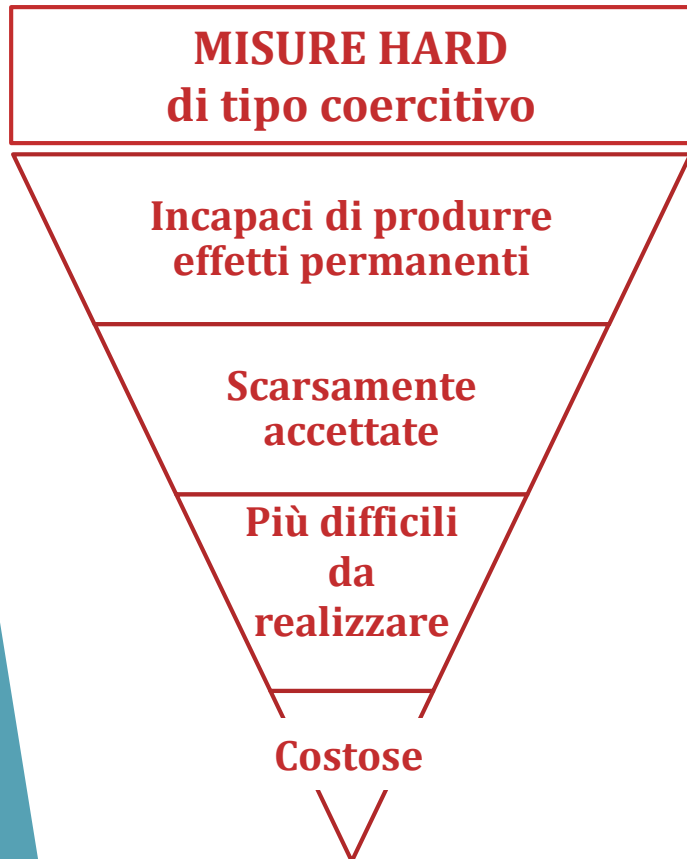 MISURE HARD
di tipo coercitivo
Incapaci di produrre
effetti permanenti
Scarsamente
accettate
Più difficili
da
realizzare
Costose